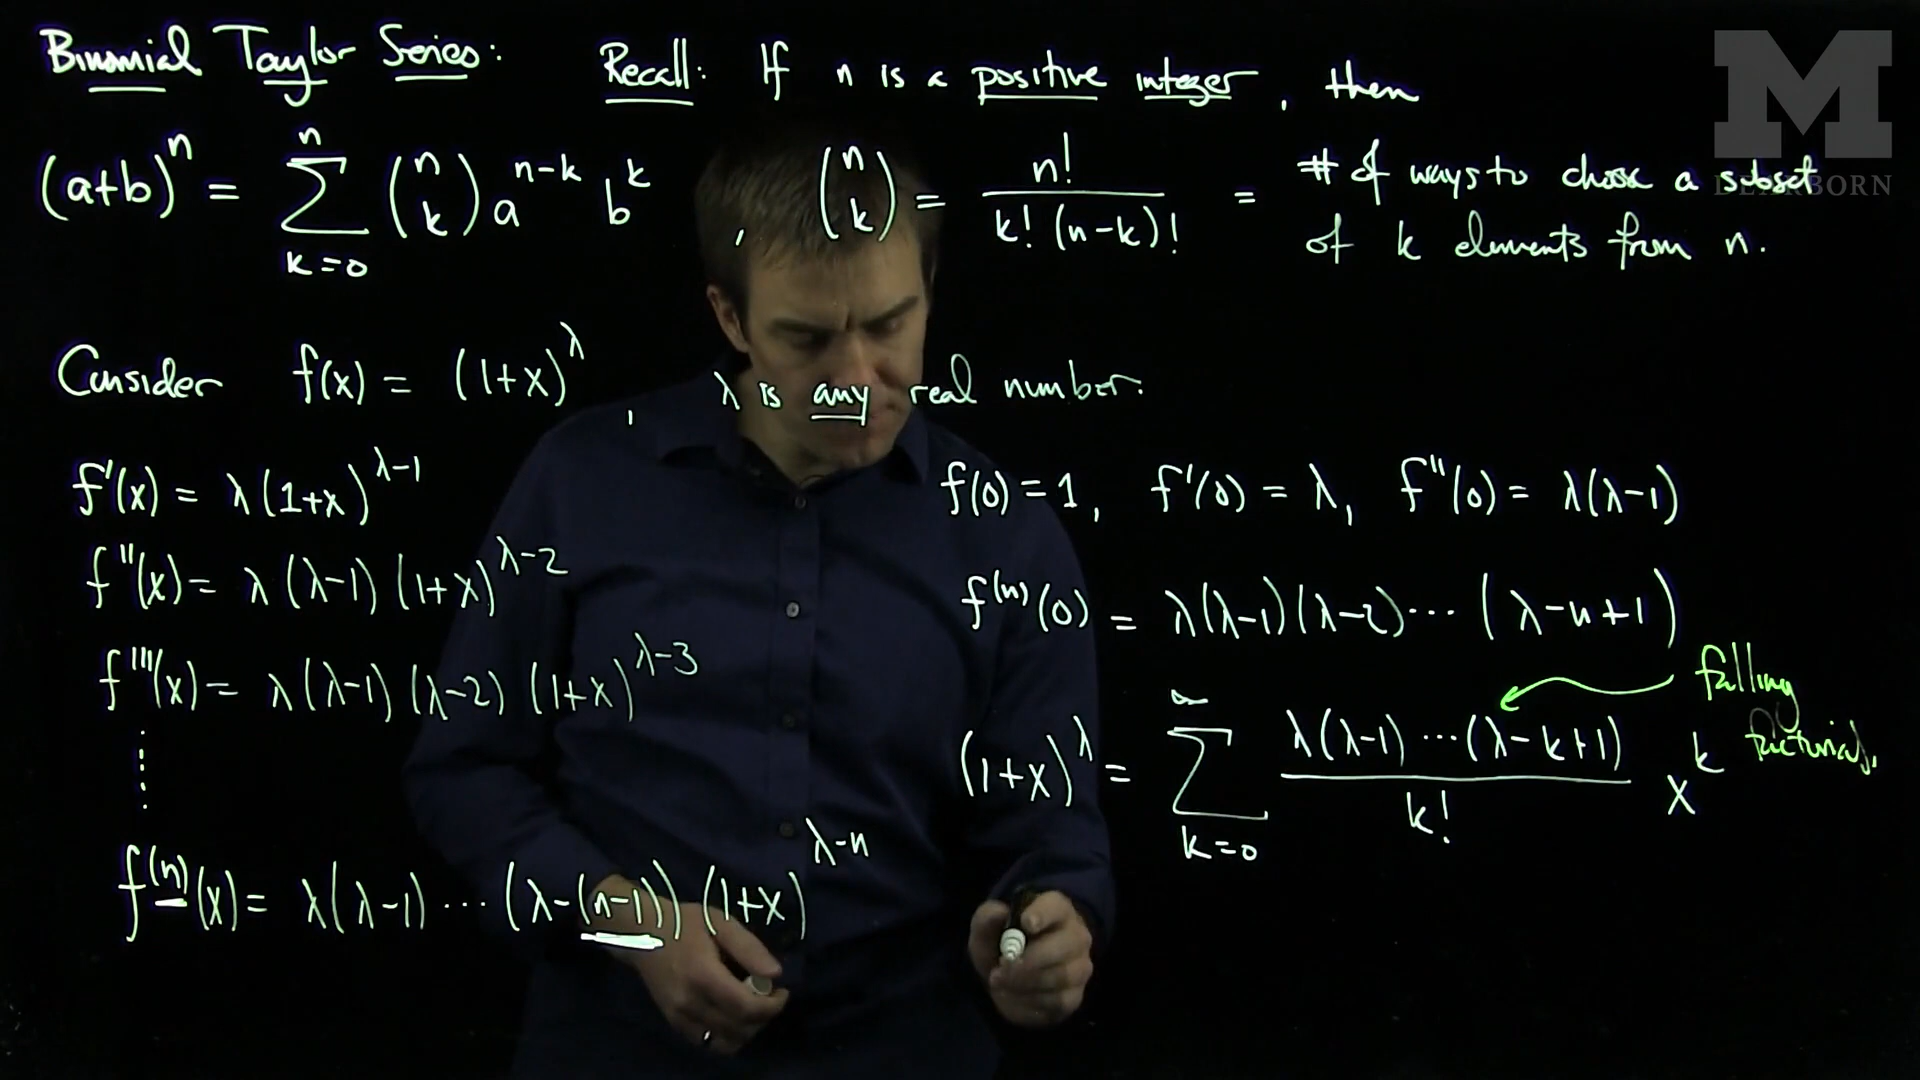 Binomial Taylor Series: Recall: If n is a positive integer, then
(a+b)^n = ∑_{k=0}^{n} (n k) a^{n-k} b^k , (n k) = n! / k!(n-k)! = # of ways to choose a subset
of k elements from n.
M
DEARBORN
Consider f(x) = (1+x)^λ , λ is any real number.
f'(x) = λ(1+x)^{λ-1}
f(0) = 1, f'(0) = λ, f''(0) = λ(λ-1)
f''(x) = λ(λ-1)(1+x)^{λ-2}
f^{(n)}(0) = λ(λ-1)(λ-2)⋯(λ-n+1)
f'''(x) = λ(λ-1)(λ-2)(1+x)^{λ-3}
falling
factorial.
(1+x)^λ = ∑_{k=0}^{∞} λ(λ-1)⋯(λ-k+1) / k! x^k
⋮
f^{(n)}(x) = λ(λ-1)⋯(λ-(n-1))(1+x)^{λ-n}